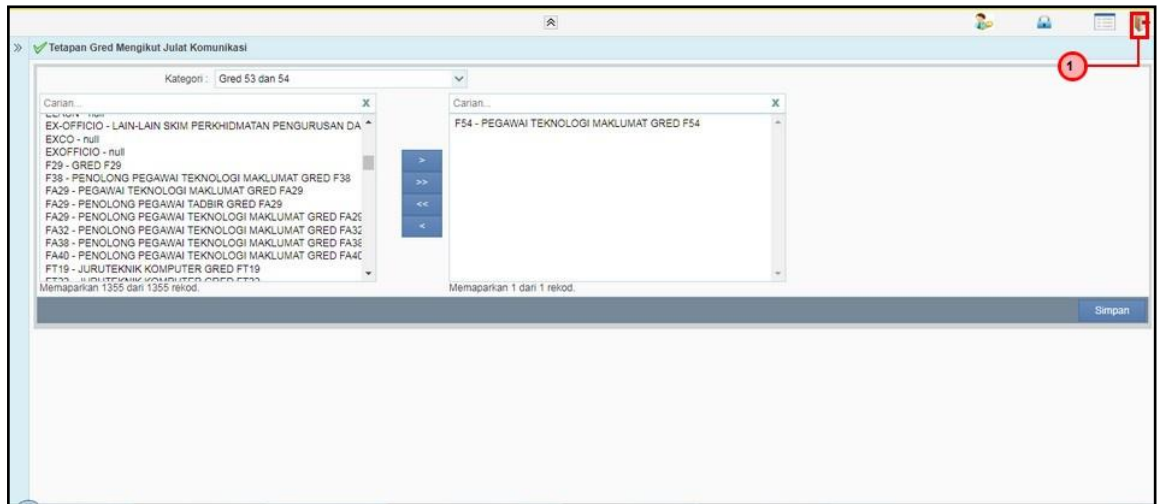 Tetapan Gred Mengikut Julat Komunikasi
Kategori : Gred 53 dan 54
Carian... X
EX-OFFICIO - LAIN-LAIN SKIM PERKHIDMATAN PENGURUSAN DA
EXCO - null
EXOFFICIO - null
F29 - GRED F29
F38 - PENOLONG PEGAWAI TEKNOLOGI MAKLUMAT GRED F38
FA29 - PEGAWAI TEKNOLOGI MAKLUMAT GRED FA29
FA29 - PENOLONG PEGAWAI TADBIR GRED FA29
FA29 - PENOLONG PEGAWAI TEKNOLOGI MAKLUMAT GRED FA29
FA32 - PENOLONG PEGAWAI TEKNOLOGI MAKLUMAT GRED FA32
FA38 - PENOLONG PEGAWAI TEKNOLOGI MAKLUMAT GRED FA38
FA40 - PENOLONG PEGAWAI TEKNOLOGI MAKLUMAT GRED FA40
FT19 - JURUTEKNIK KOMPUTER GRED FT19
Memaparkan 1355 dari 1355 rekod.
>
>>
<<
<
Carian... X
F54 - PEGAWAI TEKNOLOGI MAKLUMAT GRED F54
Memaparkan 1 dari 1 rekod.
Simpan
1